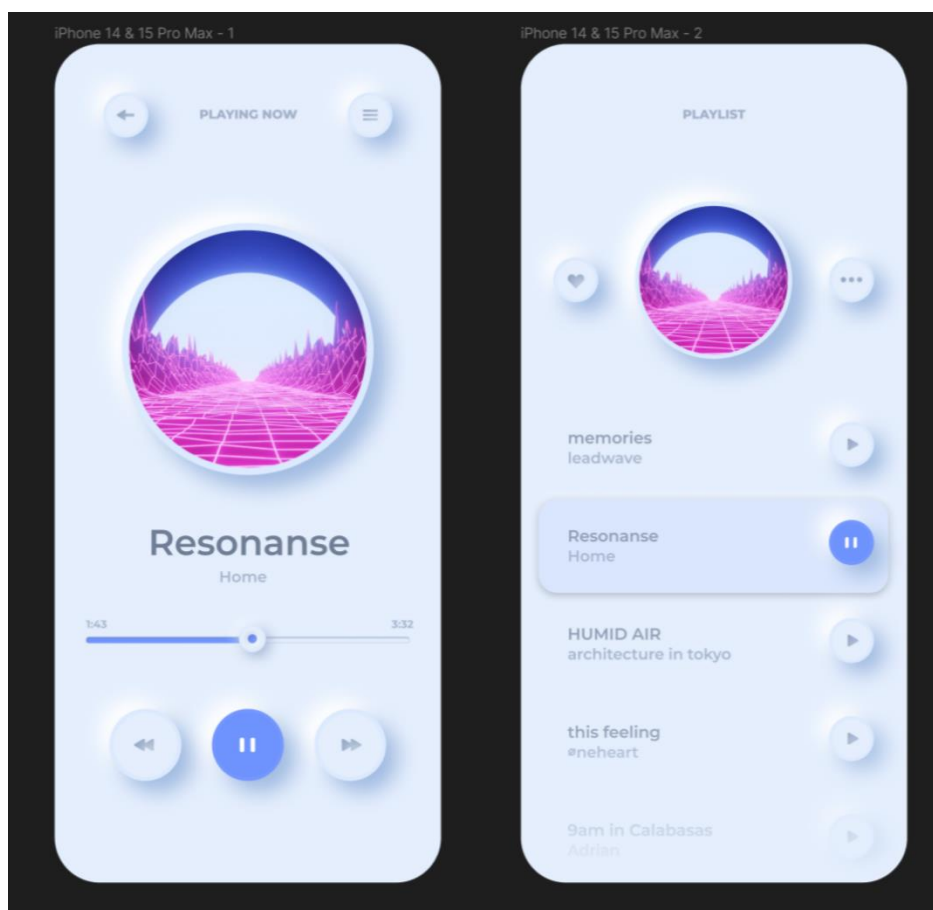 iPhone 14 & 15 Pro Max - 1
PLAYING NOW
Resonanse
Home
1:43
3:32
iPhone 14 & 15 Pro Max - 2
PLAYLIST
memories
leadwave
Resonanse
Home
HUMID AIR
architecture in tokyo
this feeling
øneheart
9am in Calabasas
Adrian